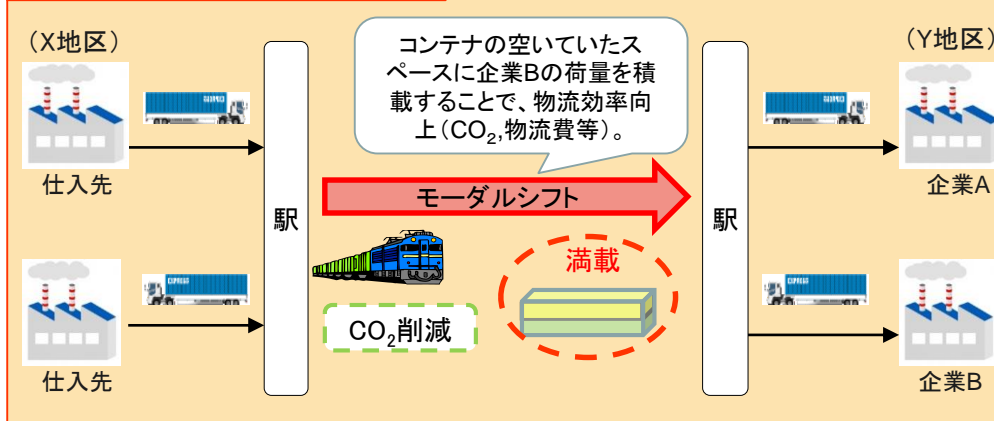 (X地区)
(Y地区)
コンテナの空いていたス
ペースに企業Bの荷量を積
載することで、物流効率向
上(CO₂,物流費等)。
仕入先
駅
モーダルシフト
駅
企業A
満載
EXPRESS
EXPRESS
CO₂削減
仕入先
企業B